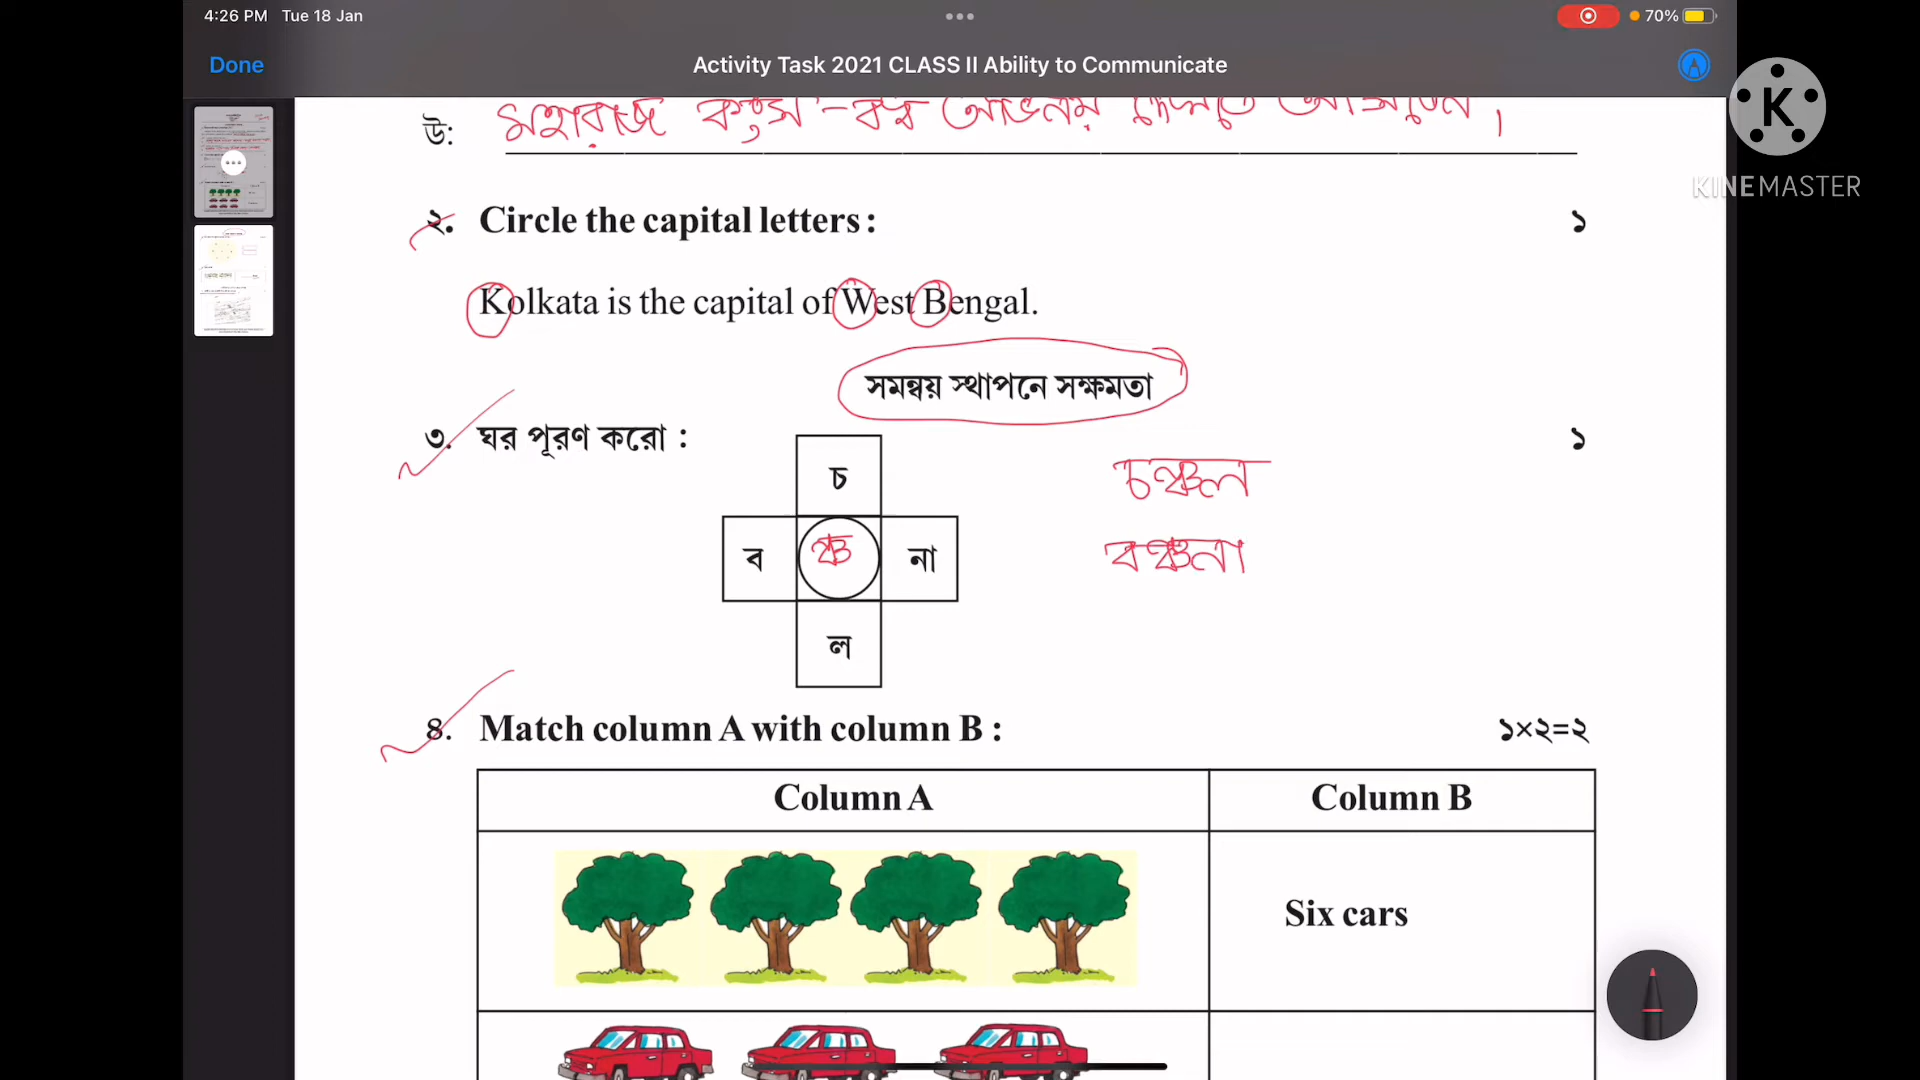 4:26 PM Tue 18 Jan
70%
Done
Activity Task 2021 CLASS II Ability to Communicate
KINEMASTER
উ: মহারাজ
২. Circle the capital letters : ১
Kolkata is the capital of West Bengal.
সমন্বয় স্থাপনে সক্ষমতা
৩. ঘর পূরণ করো : ১
চ
চঞ্চল
ব ঞ্চ না
বঞ্চনা
ল
৪. Match column A with column B : ১×২=২
Column A Column B
Six cars